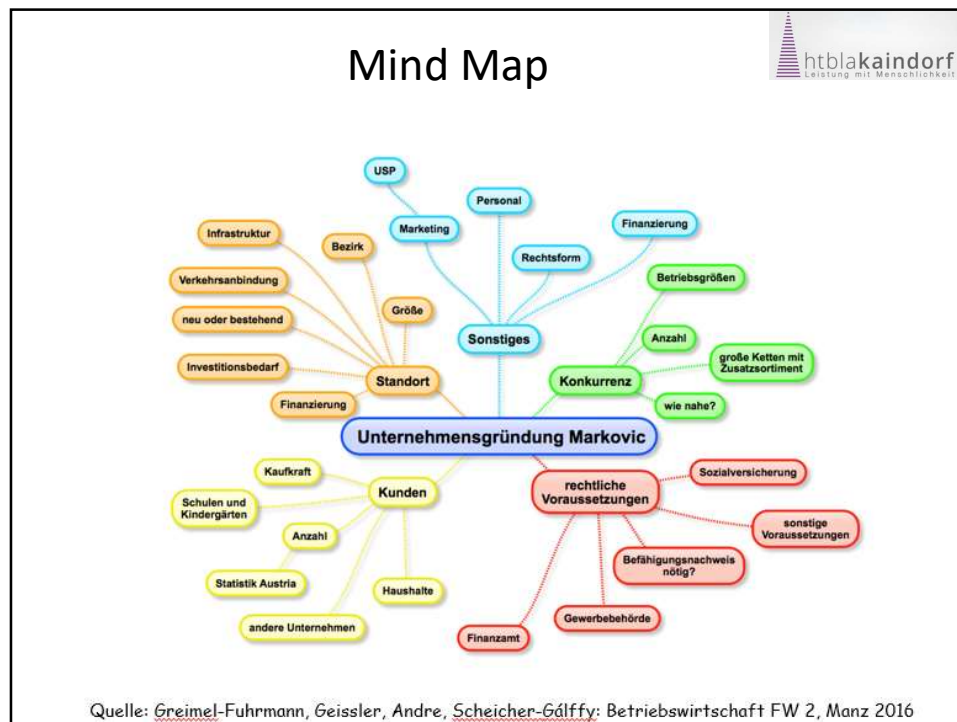 Mind Map
htblakaindorf
Leistung mit Menschlichkeit
USP
Personal
Marketing
Finanzierung
Rechtsform
Sonstiges
Infrastruktur
Bezirk
Verkehrsanbindung
Größe
neu oder bestehend
Investitionsbedarf
Standort
Finanzierung
Betriebsgrößen
Anzahl
große Ketten mit
Zusatzsortiment
Konkurrenz
wie nahe?
Unternehmensgründung Markovic
Kaufkraft
Kunden
Schulen und
Kindergärten
Anzahl
Statistik Austria
Haushalte
andere Unternehmen
rechtliche
Voraussetzungen
Sozialversicherung
sonstige
Voraussetzungen
Befähigungsnachweis
nötig?
Gewerbebehörde
Finanzamt
Quelle: Greimel-Fuhrmann, Geissler, Andre, Scheicher-Gálffy: Betriebswirtschaft FW 2, Manz 2016